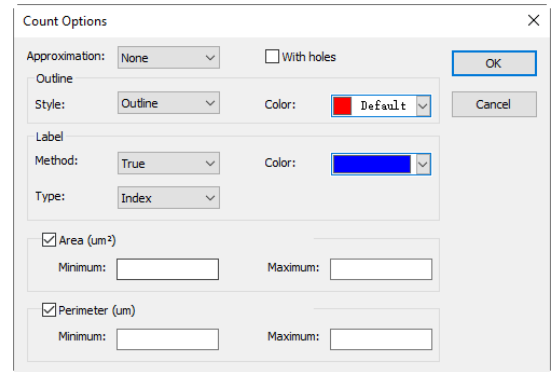 Count Options
Approximation: None With holes OK
Outline
Style: Outline Color: Default Cancel
Label
Method: True Color:
Type: Index
Area (um²)
Minimum: Maximum:
Perimeter (um)
Minimum: Maximum: